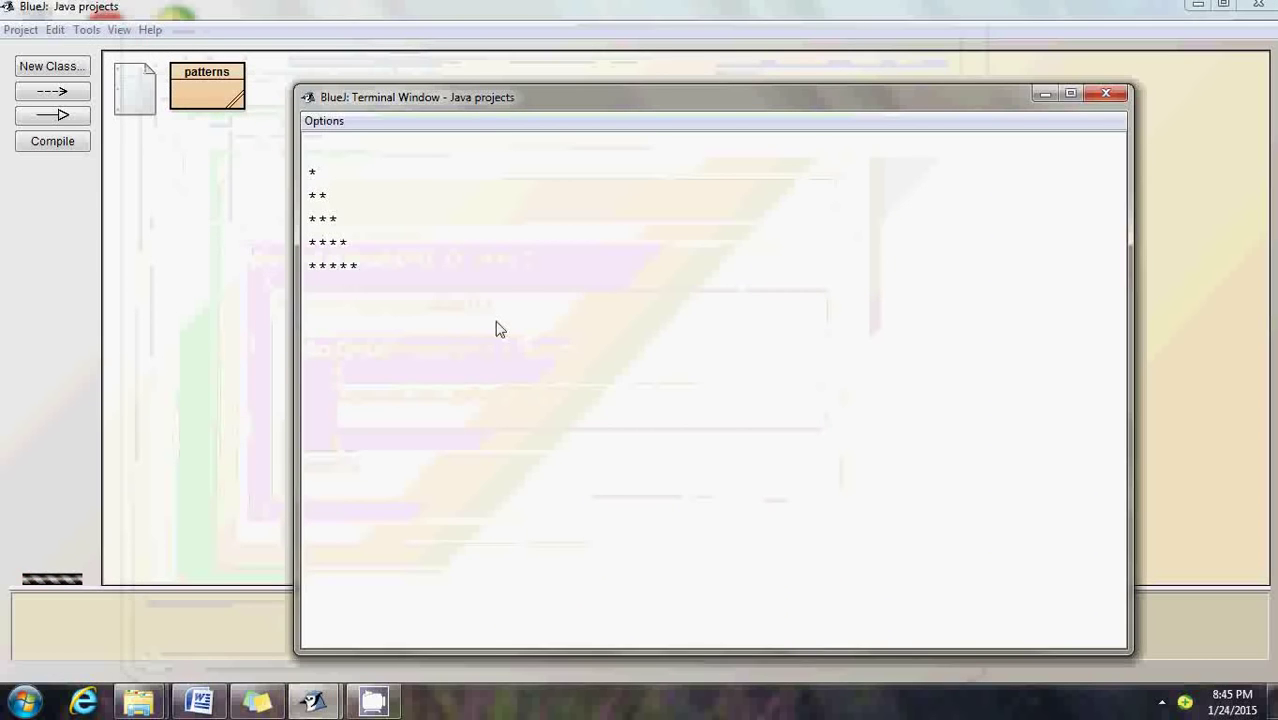 BlueJ: Java projects
Project Edit Tools View Help
New Class...
Compile
patterns
BlueJ: Terminal Window - Java projects
Options
*
**
***
****
*****
8:45 PM
1/24/2015